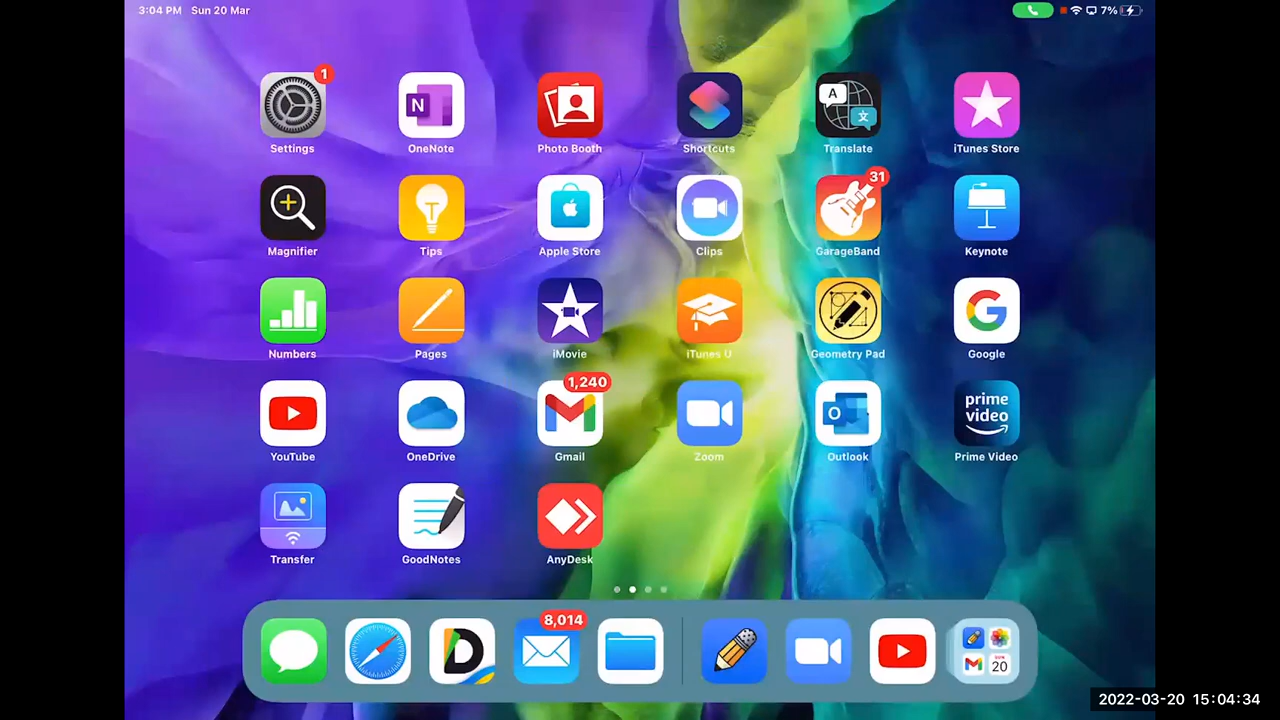 3:04 PM Sun 20 Mar 7%
1
Settings OneNote Photo Booth Shortcuts Translate iTunes Store
31
Magnifier Tips Apple Store Clips GarageBand Keynote
Numbers Pages iMovie iTunes U Geometry Pad Google
1,240
prime video
YouTube OneDrive Gmail Zoom Outlook Prime Video
Transfer GoodNotes AnyDesk
8,014
20
2022-03-20 15:04:34